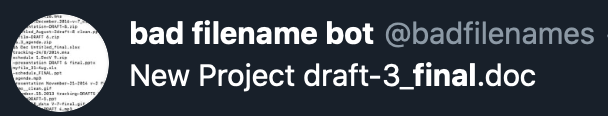 bad filename bot @badfilenames
New Project draft-3_final.doc